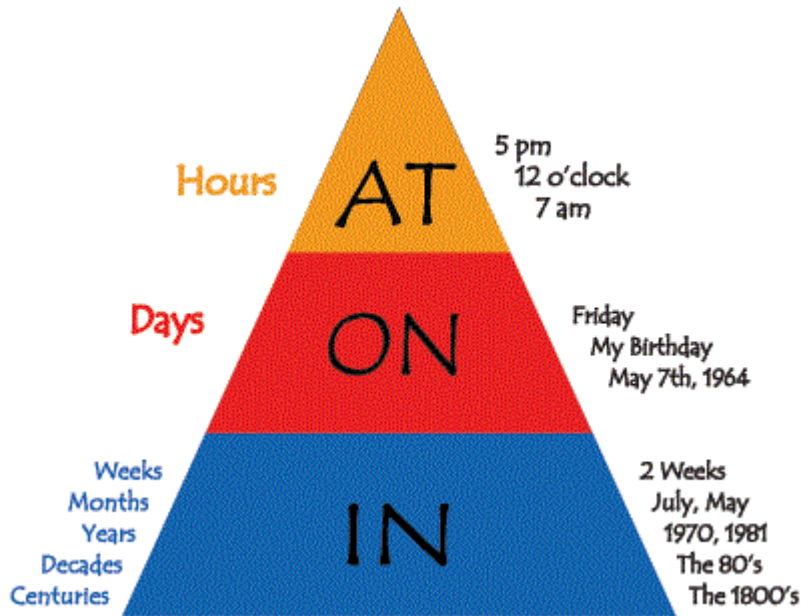 Hours
AT
5 pm
12 o'clock
7 am
Days
ON
Friday
My Birthday
May 7th, 1964
Weeks
Months
Years
Decades
Centuries
IN
2 Weeks
July, May
1970, 1981
The 80's
The 1800's